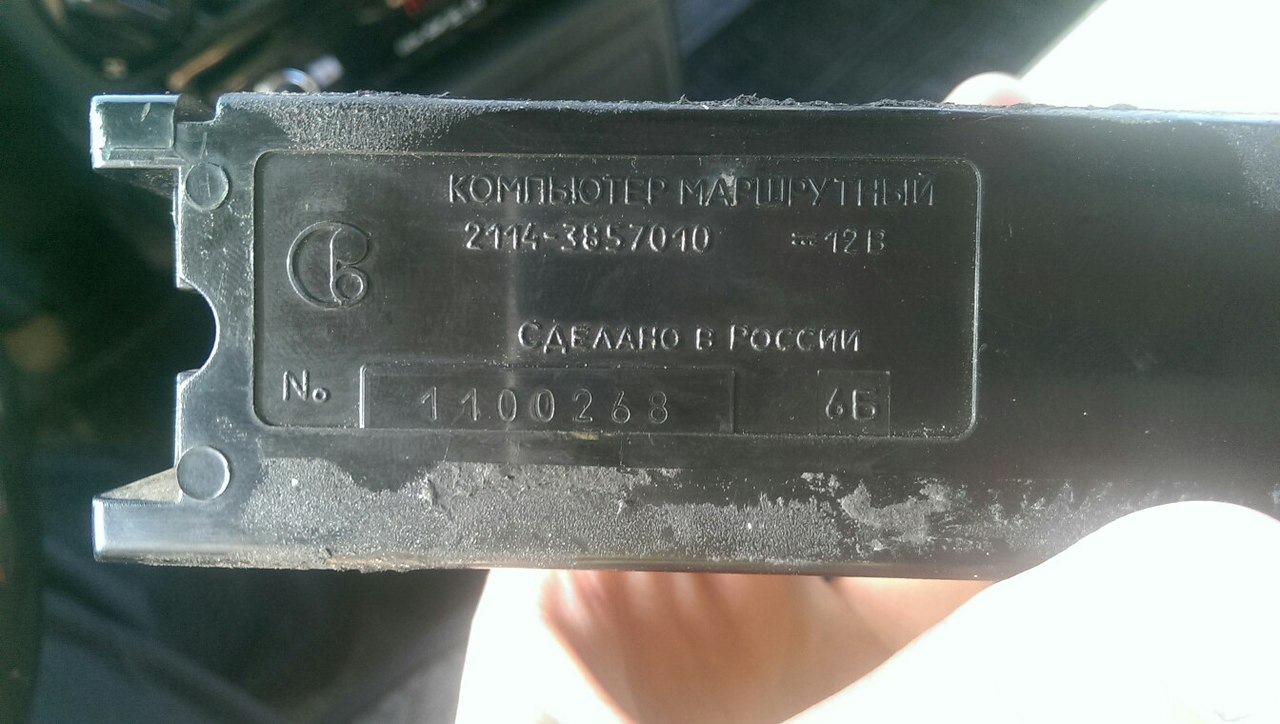 КОМПЬЮТЕР МАРШРУТНЫЙ
2114-3857010 ⎓12В
СДЕЛАНО В РОССИИ
№ 1100268 6Б